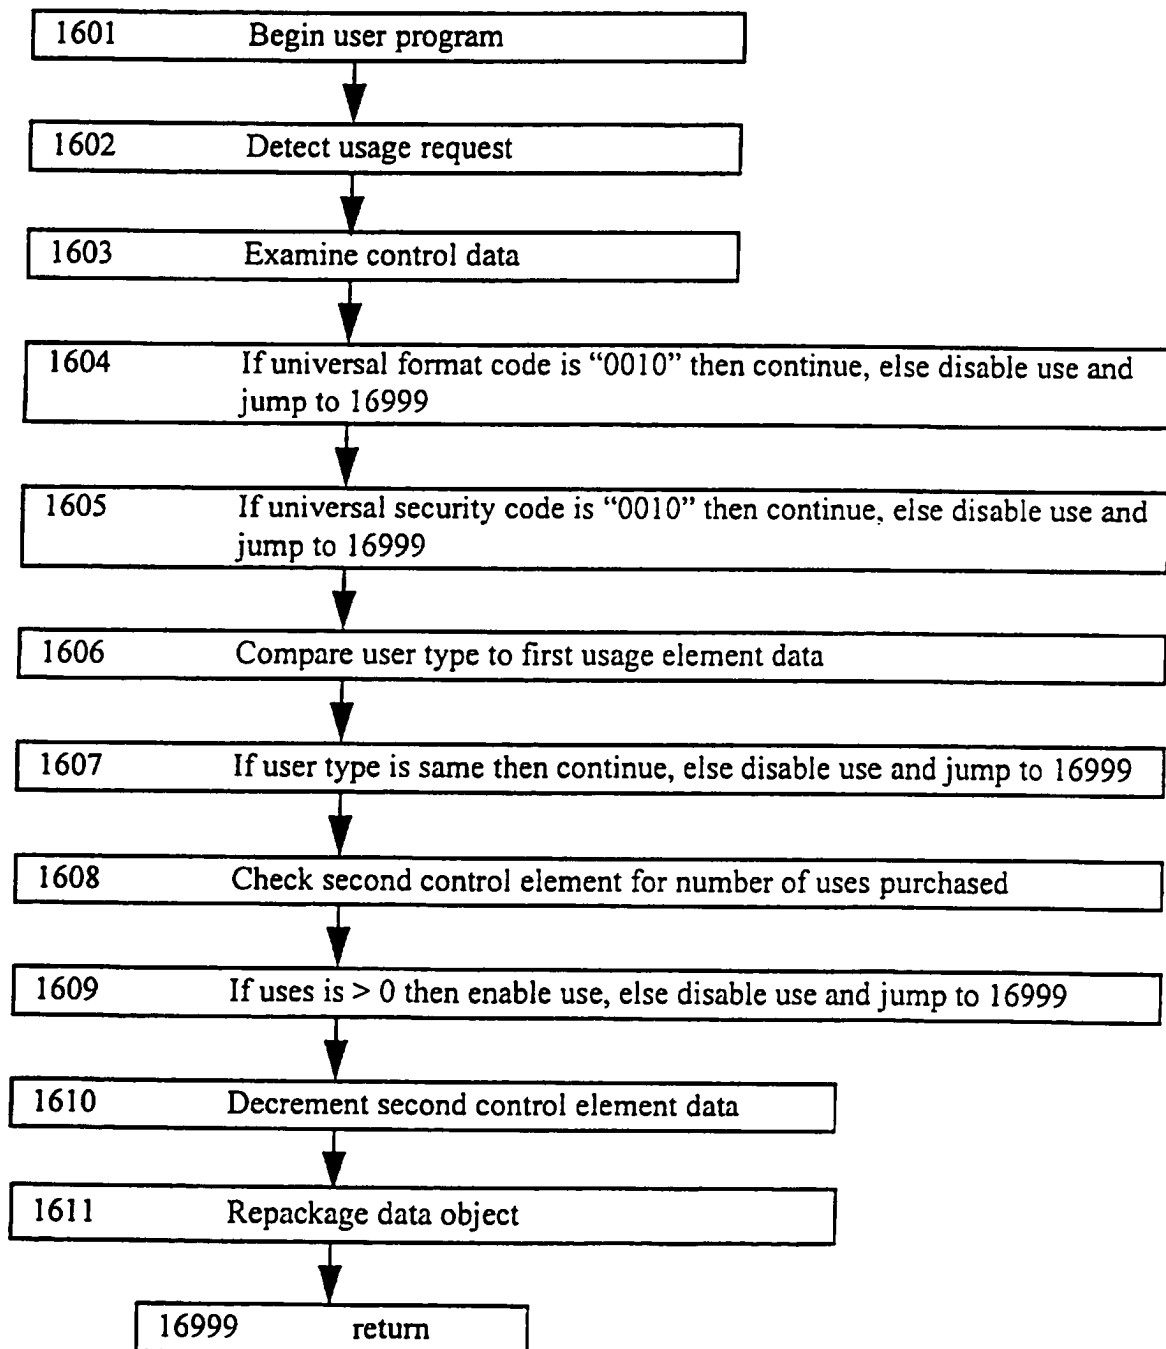 1601 Begin user program
1602 Detect usage request
1603 Examine control data
1604 If universal format code is “0010” then continue, else disable use and
jump to 16999
1605 If universal security code is “0010” then continue, else disable use and
jump to 16999
1606 Compare user type to first usage element data
1607 If user type is same then continue, else disable use and jump to 16999
1608 Check second control element for number of uses purchased
1609 If uses is > 0 then enable use, else disable use and jump to 16999
1610 Decrement second control element data
1611 Repackage data object
16999 return